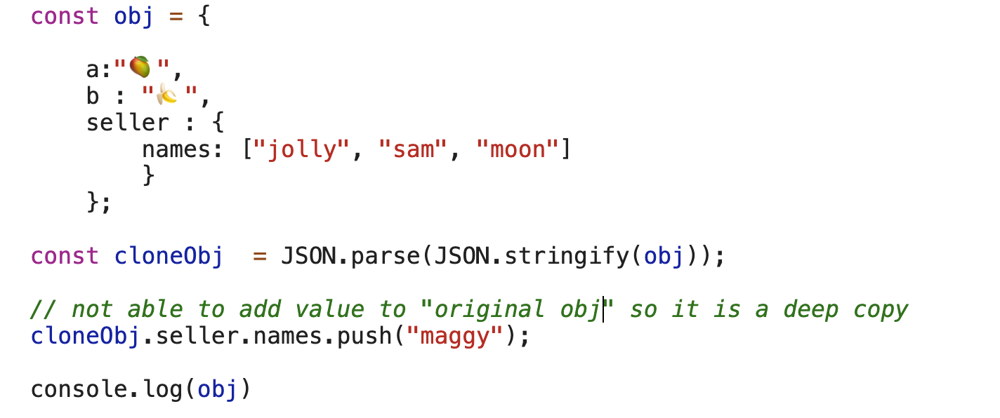 const obj = {
a:"🥭 ",
b : "🍌 ",
seller : {
names: ["jolly", "sam", "moon"]
}
};
const cloneObj  = JSON.parse(JSON.stringify(obj));
// not able to add value to "original obj" so it is a deep copy
cloneObj.seller.names.push("maggy");
console.log(obj)